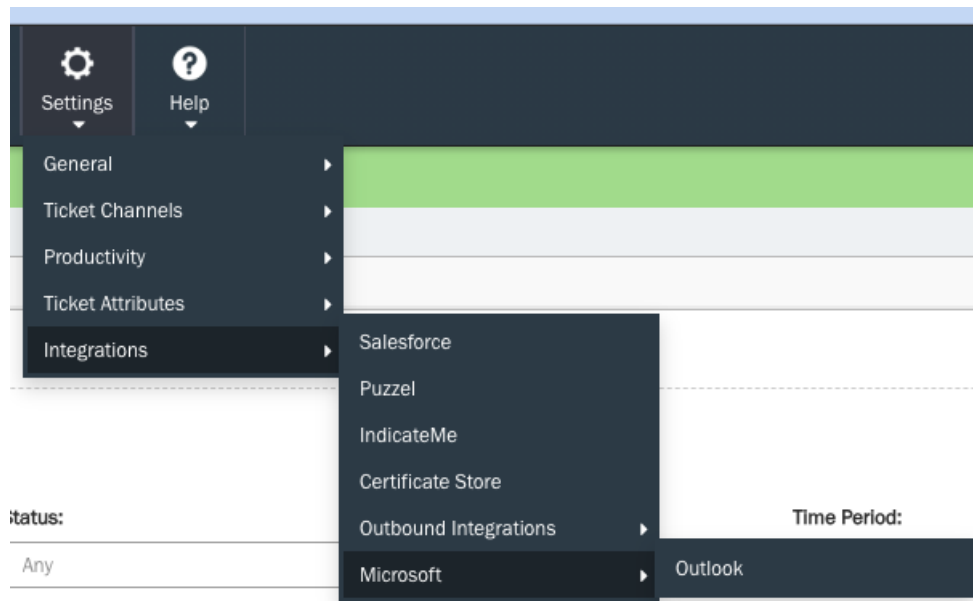 Settings
Help
General
Ticket Channels
Productivity
Ticket Attributes
Integrations
Salesforce
Puzzel
IndicateMe
Certificate Store
Outbound Integrations
Microsoft
Outlook
Status:
Time Period:
Any